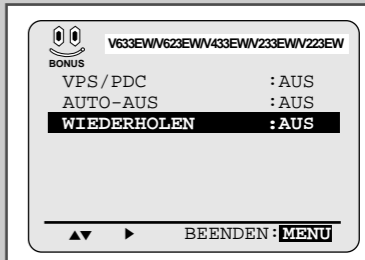 V633EW/V623EW/V433EW/V233EW/V223EW
BONUS
VPS/PDC :AUS
AUTO-AUS :AUS
WIEDERHOLEN :AUS
▲▼ ▶ BEENDEN:MENU